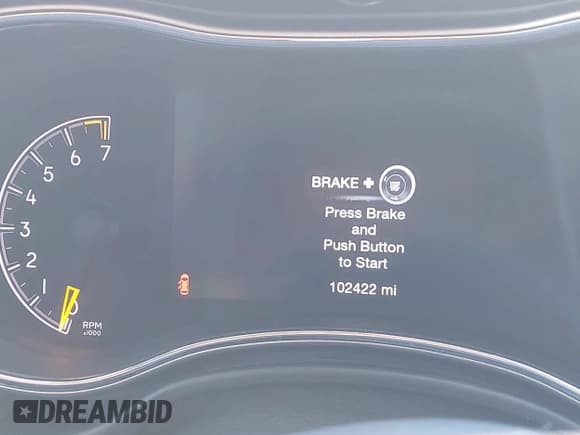 7
6
5
4
3
2
1
0
RPM
x1000
BRAKE +
Press Brake
and
Push Button
to Start
102422 mi
DREAMBID